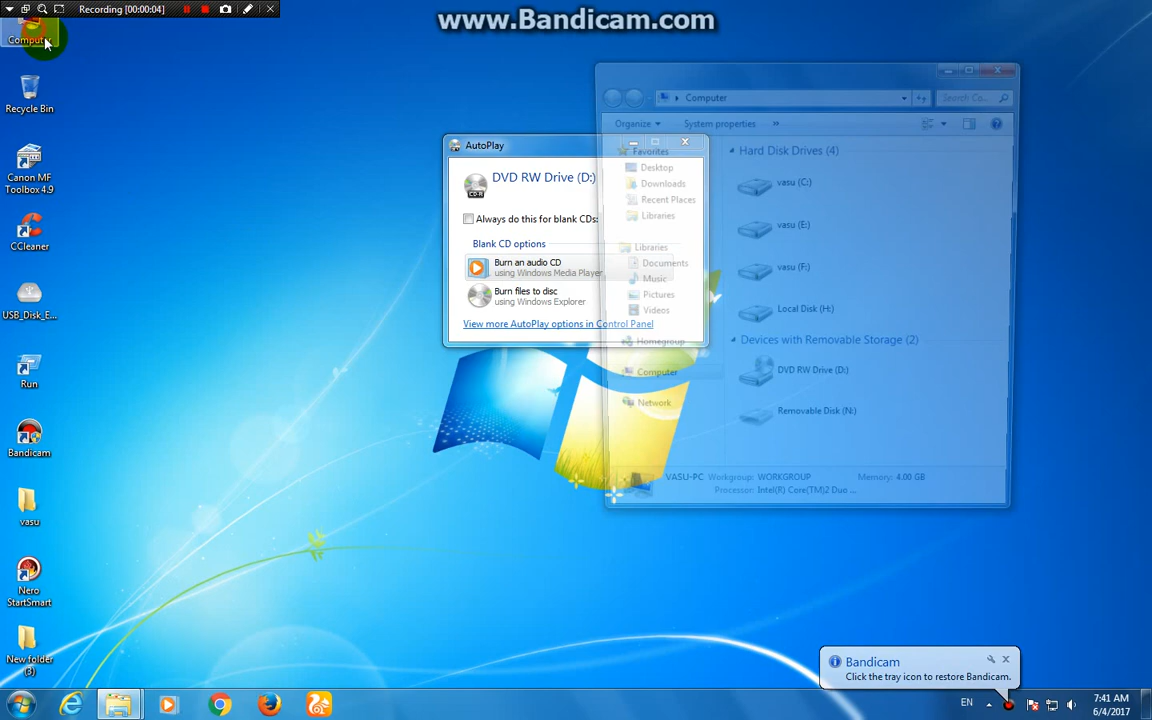 Recording [00:00:04]
www.Bandicam.com
Computer
Recycle Bin
Canon MF
Toolbox 4.9
CCleaner
USB_Disk_E...
Run
Bandicam
vasu
Nero
StartSmart
New folder
(3)
AutoPlay
DVD RW Drive (D:)
Always do this for blank CDs:
Blank CD options
Burn an audio CD
using Windows Media Player
Burn files to disc
using Windows Explorer
View more AutoPlay options in Control Panel
Computer
Search Co...
Organize
System properties
»
Favorites
Desktop
Downloads
Recent Places
Libraries
Libraries
Documents
Music
Pictures
Videos
Homegroup
Computer
Network
Hard Disk Drives (4)
vasu (C:)
vasu (E:)
vasu (F:)
Local Disk (H:)
Devices with Removable Storage (2)
DVD RW Drive (D:)
Removable Disk (N:)
VASU-PC Workgroup: WORKGROUP Memory: 4.00 GB
Processor: Intel(R) Core(TM)2 Duo ...
Bandicam
Click the tray icon to restore Bandicam.
EN
7:41 AM
6/4/2017